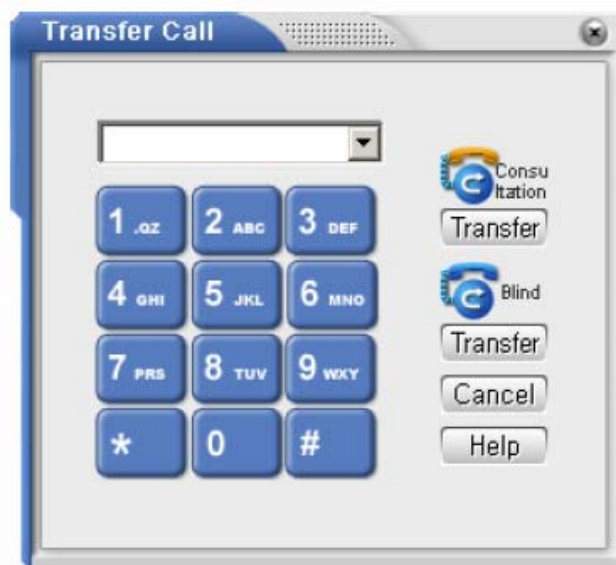 Transfer Call
1 .QZ 2 ABC 3 DEF
4 GHI 5 JKL 6 MNO
7 PRS 8 TUV 9 WXY
* 0 #
Consu
ltation
Transfer
Blind
Transfer
Cancel
Help